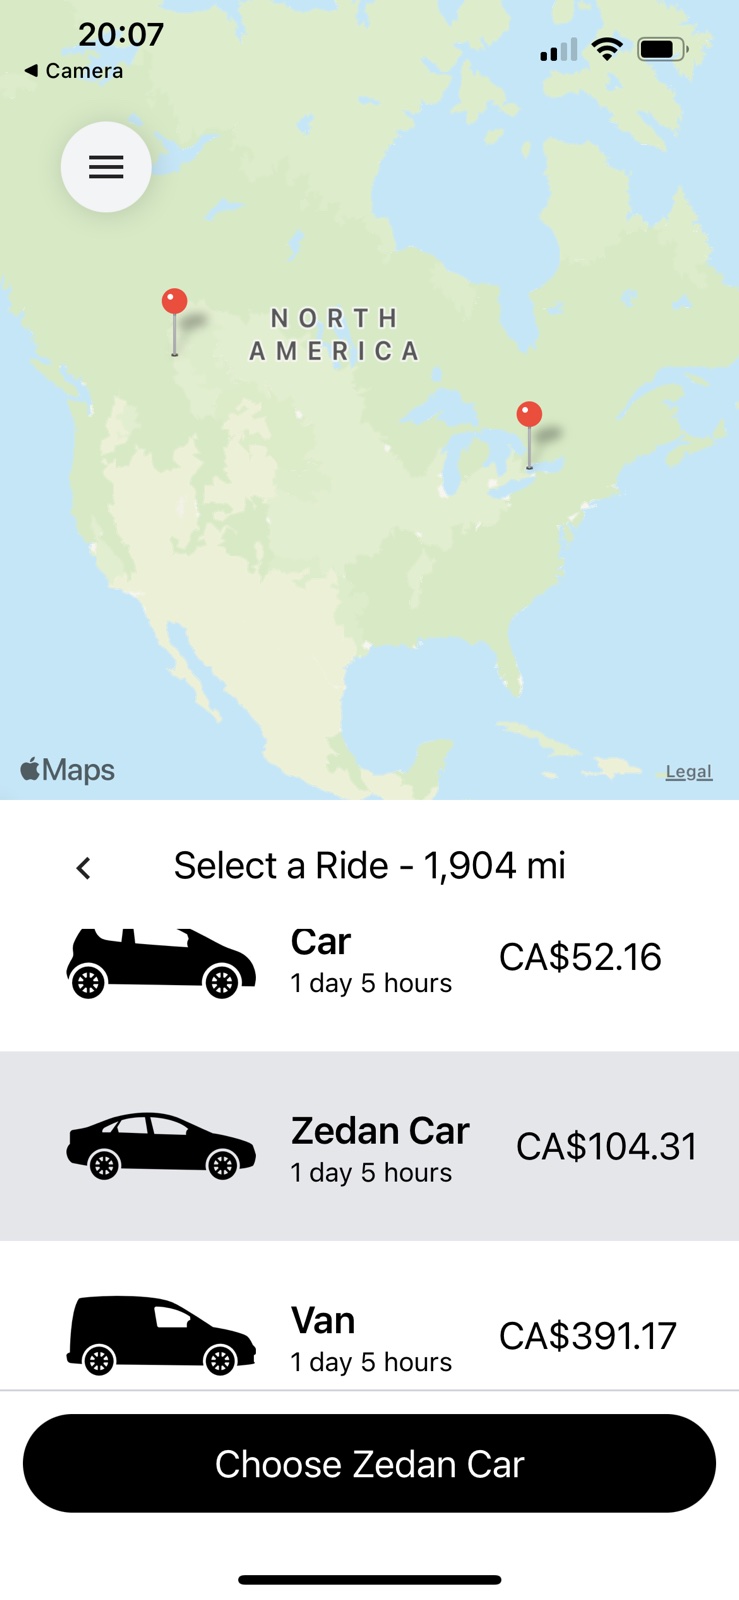 20:07
Camera
NORTH
AMERICA
Maps
Legal
Select a Ride - 1,904 mi
Car
CA$52.16
1 day 5 hours
Zedan Car
CA$104.31
1 day 5 hours
Van
CA$391.17
1 day 5 hours
Choose Zedan Car